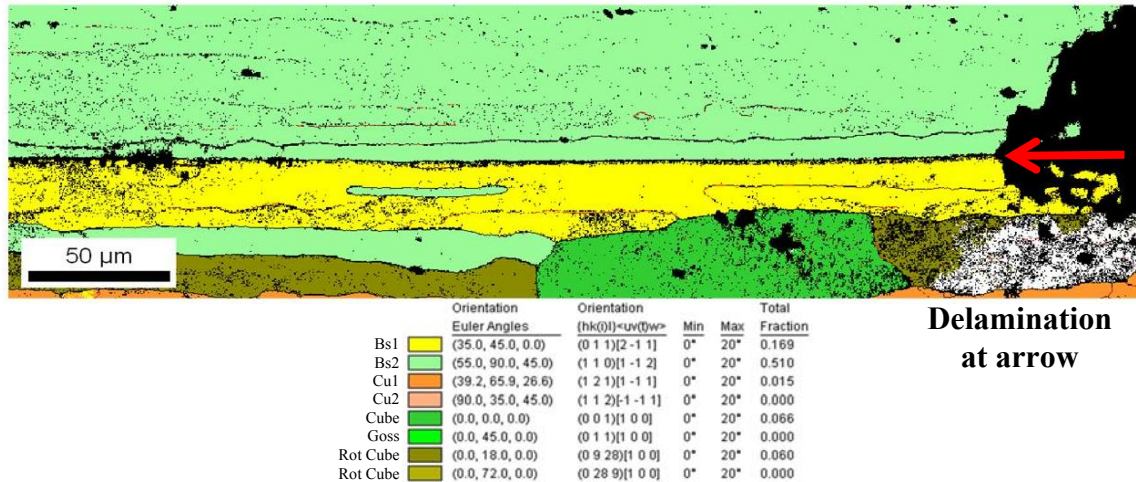 50 µm
Delamination
at arrow
Orientation Orientation Total
Euler Angles {hk(i)l}<uv(t)w> Min Max Fraction
Bs1 (35.0, 45.0, 0.0) (0 1 1)[2 -1 1] 0° 20° 0.169
Bs2 (55.0, 90.0, 45.0) (1 1 0)[1 -1 2] 0° 20° 0.510
Cu1 (39.2, 65.9, 26.6) (1 2 1)[1 -1 1] 0° 20° 0.015
Cu2 (90.0, 35.0, 45.0) (1 1 2)[-1 -1 1] 0° 20° 0.000
Cube (0.0, 0.0, 0.0) (0 0 1)[1 0 0] 0° 20° 0.066
Goss (0.0, 45.0, 0.0) (0 1 1)[1 0 0] 0° 20° 0.000
Rot Cube (0.0, 18.0, 0.0) (0 9 28)[1 0 0] 0° 20° 0.060
Rot Cube (0.0, 72.0, 0.0) (0 28 9)[1 0 0] 0° 20° 0.000